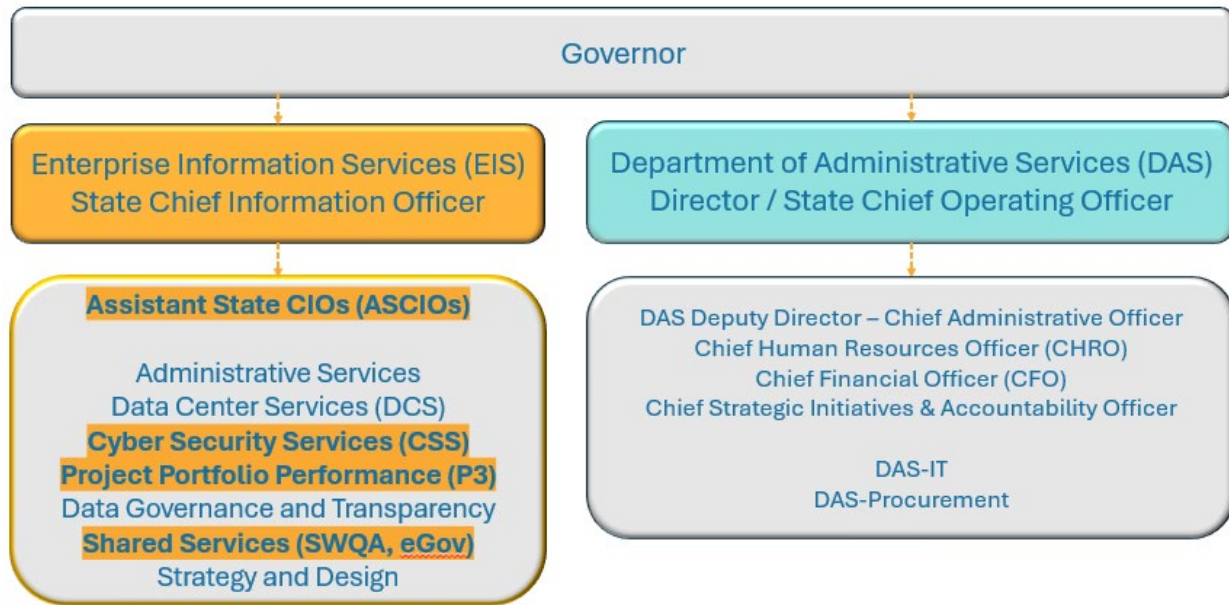 Governor
Enterprise Information Services (EIS)
State Chief Information Officer
Department of Administrative Services (DAS)
Director / State Chief Operating Officer
Assistant State CIOs (ASCIOs)
Administrative Services
Data Center Services (DCS)
Cyber Security Services (CSS)
Project Portfolio Performance (P3)
Data Governance and Transparency
Shared Services (SWQA, eGov)
Strategy and Design
DAS Deputy Director – Chief Administrative Officer
Chief Human Resources Officer (CHRO)
Chief Financial Officer (CFO)
Chief Strategic Initiatives & Accountability Officer
DAS-IT
DAS-Procurement